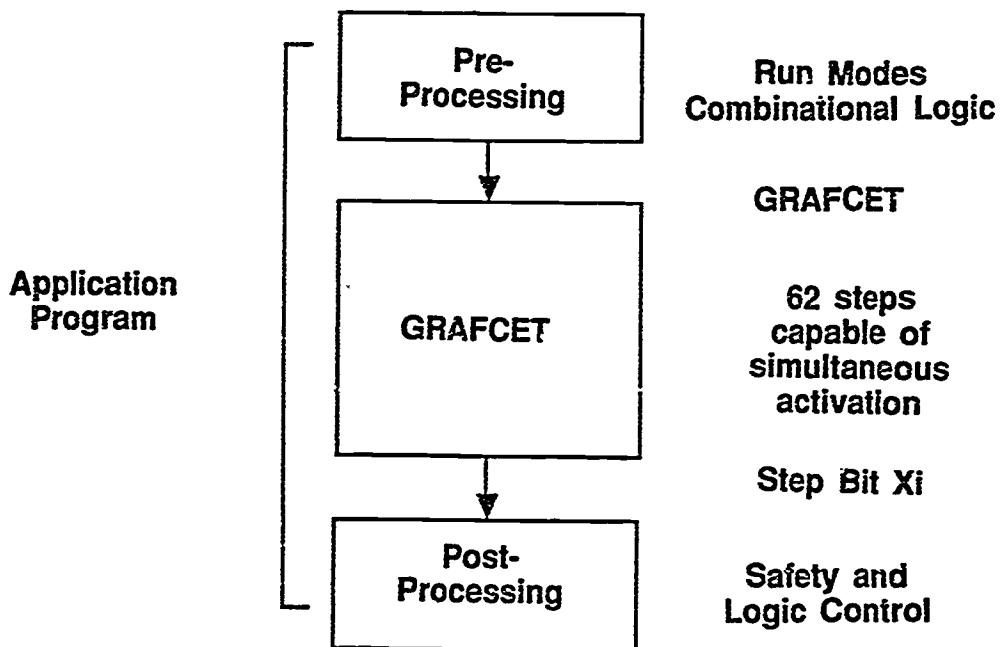 Pre-
Processing
Run Modes
Combinational Logic
GRAFCET
Application
Program
GRAFCET
62 steps
capable of
simultaneous
activation
Step Bit Xi
Post-
Processing
Safety and
Logic Control